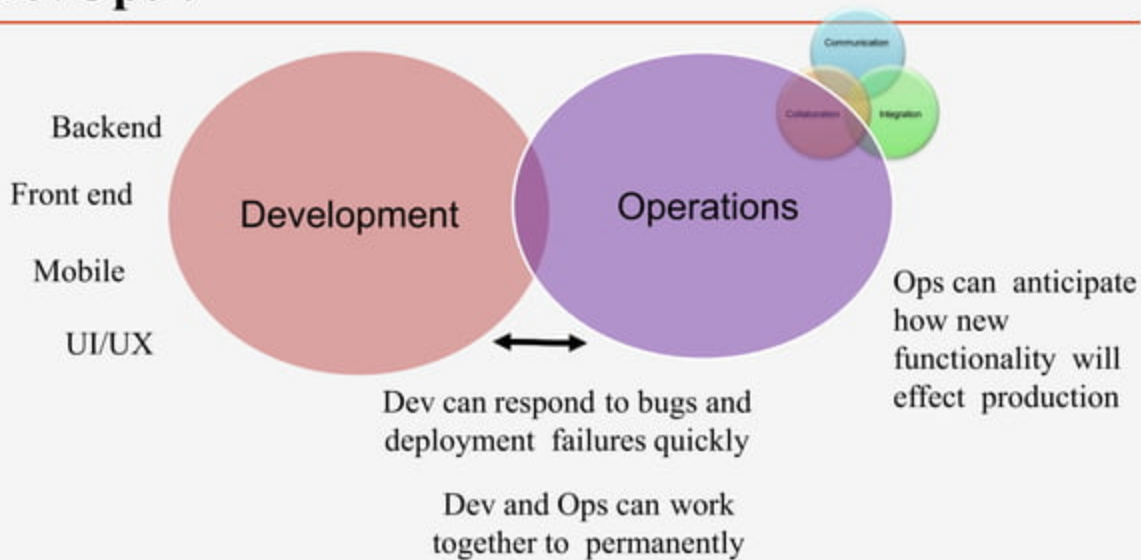 Communication
Collaboration
Integration
Backend
Front end
Mobile
UI/UX
Development
Operations
Ops can anticipate
how new
functionality will
effect production
Dev can respond to bugs and
deployment failures quickly
Dev and Ops can work
together to permanently